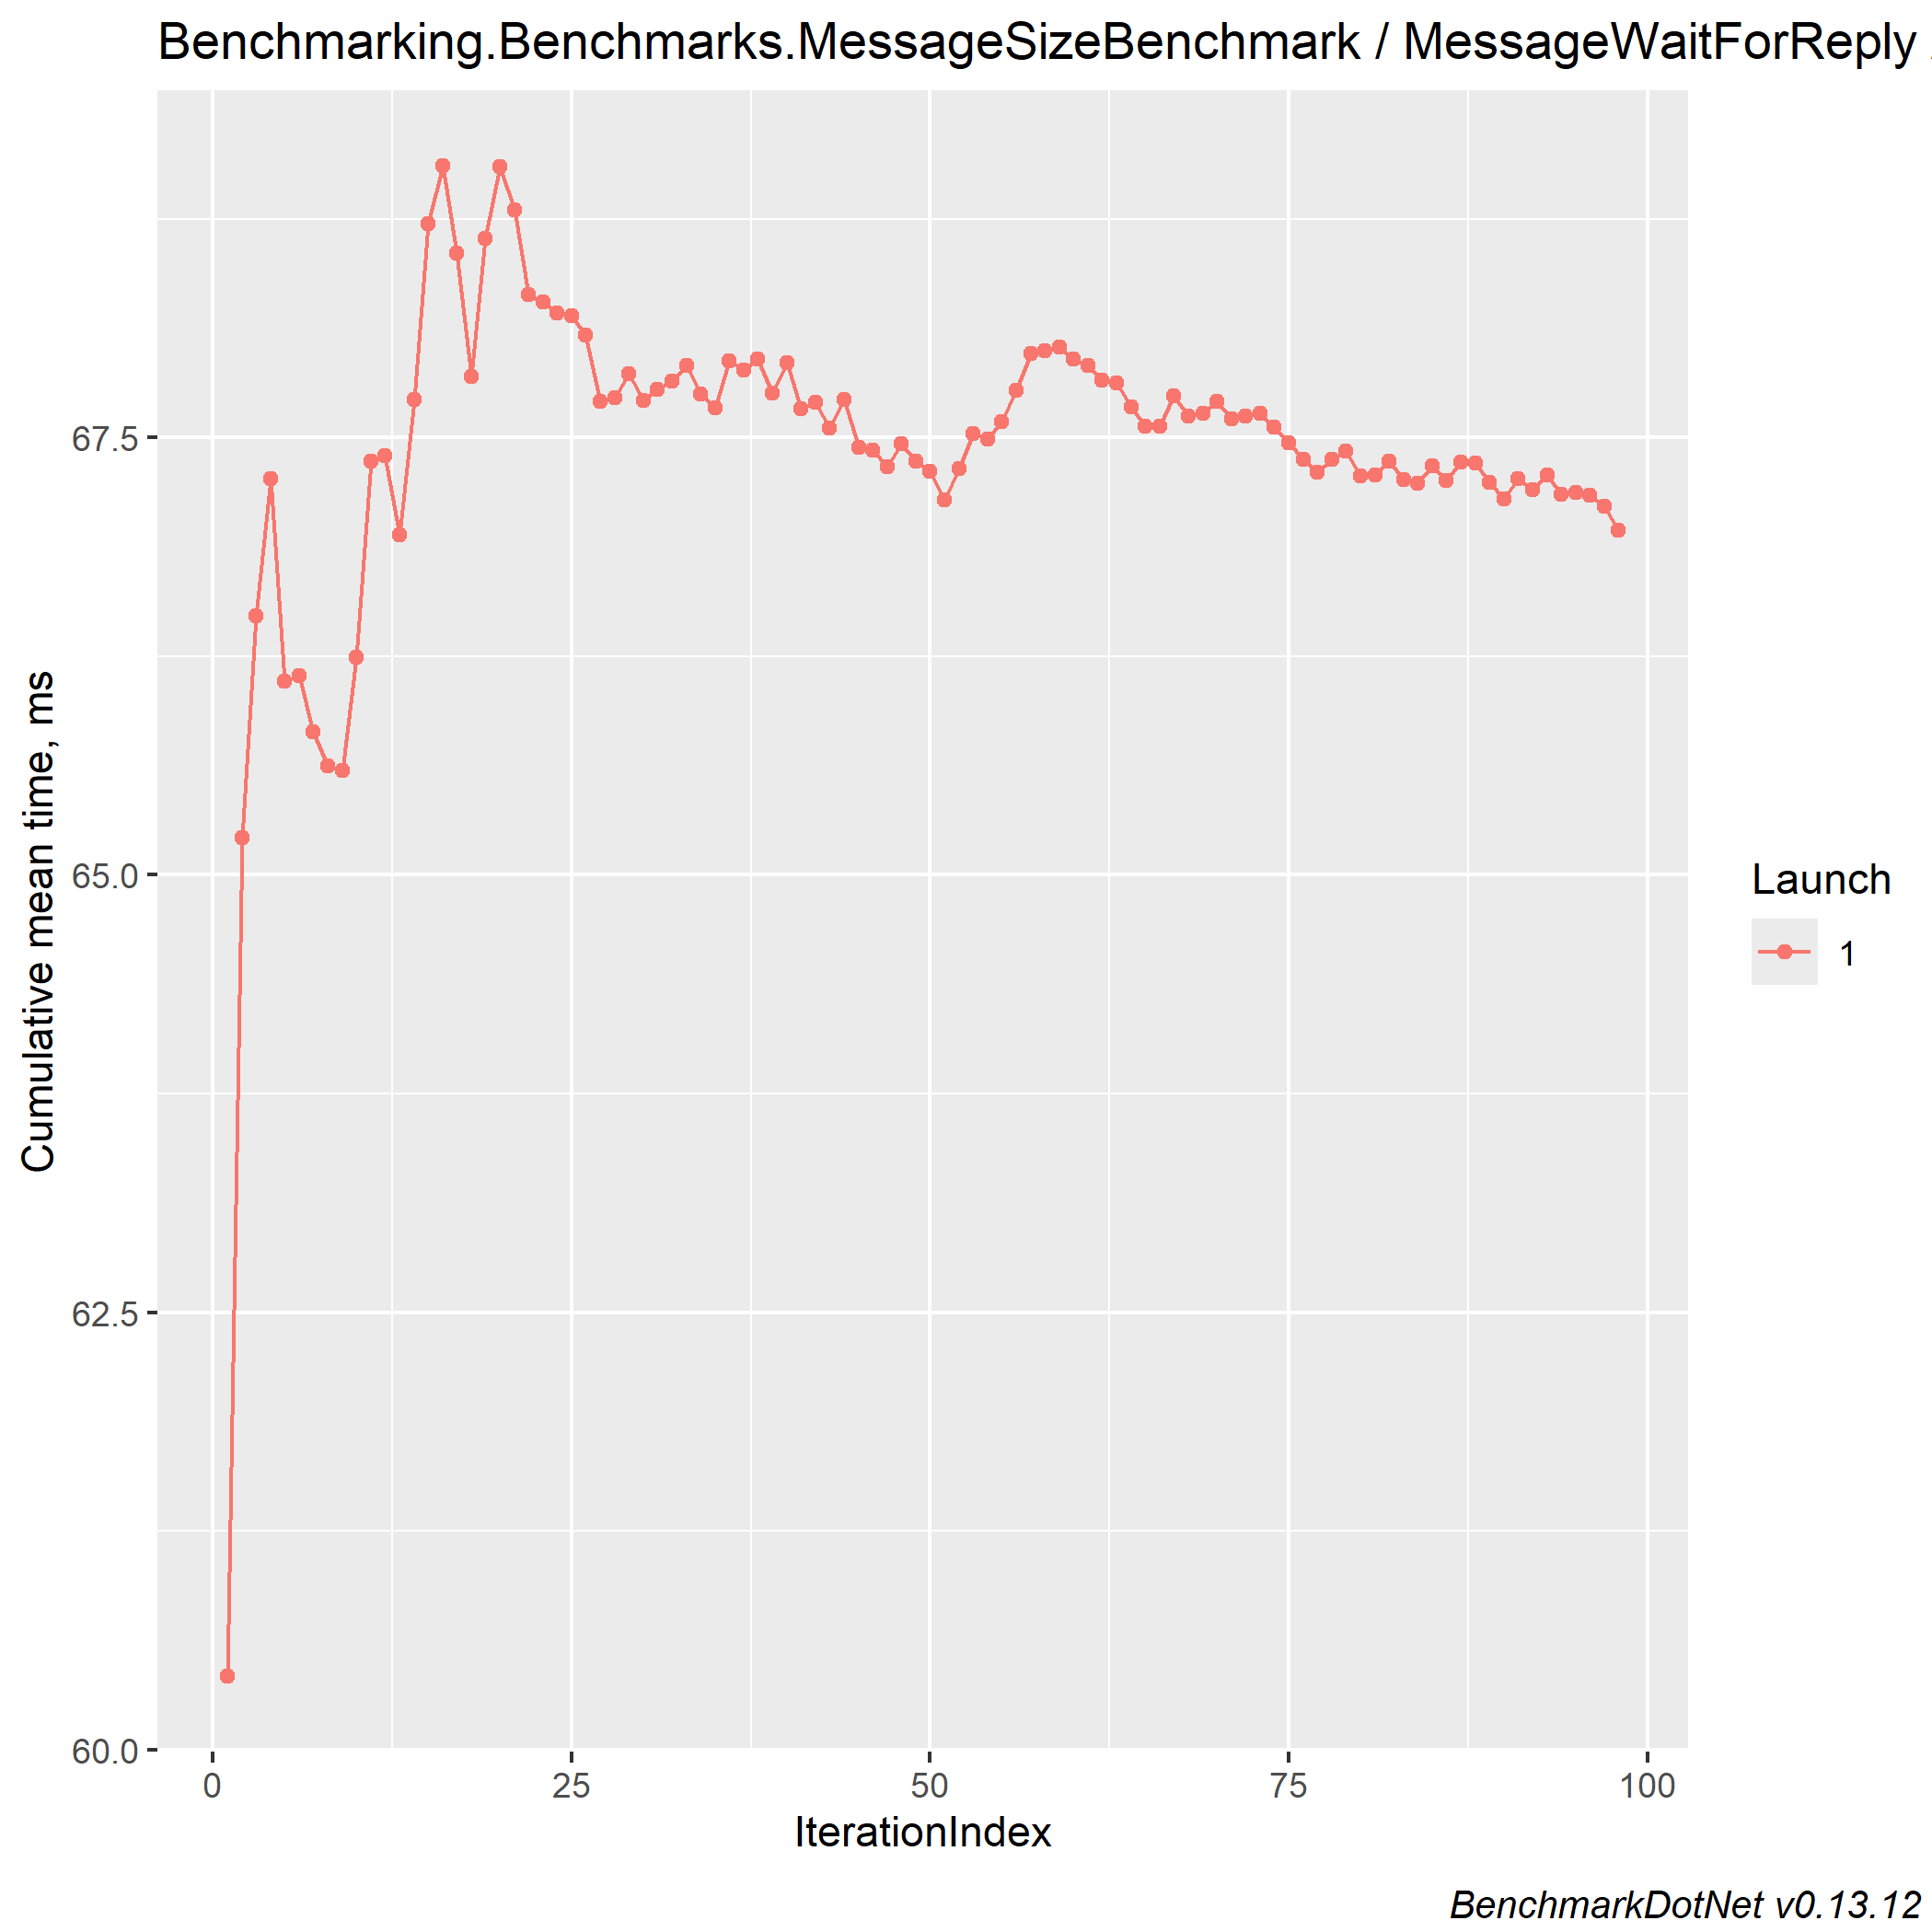 Benchmarking.Benchmarks.MessageSizeBenchmark / MessageWaitForReply
Cumulative mean time, ms
67.5
65.0
62.5
60.0
0 25 50 75 100
IterationIndex
Launch
1
BenchmarkDotNet v0.13.12